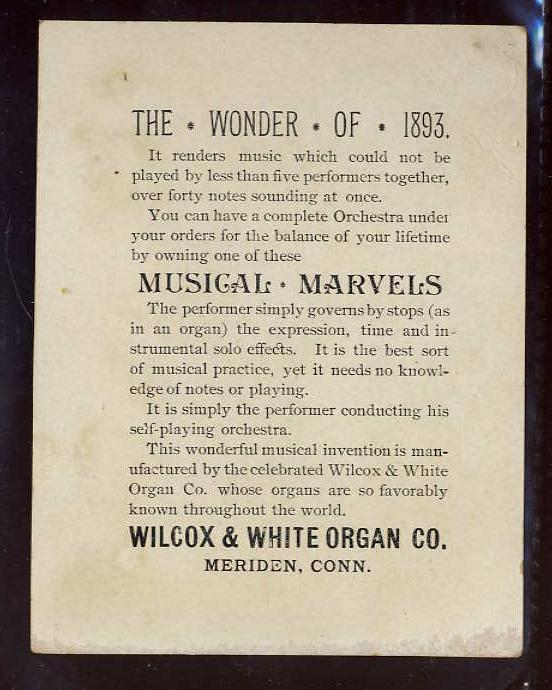 THE * WONDER * OF * 1893.
It renders music which could not be
played by less than five performers together,
over forty notes sounding at once.
You can have a complete Orchestra under
your orders for the balance of your lifetime
by owning one of these
MUSICAL * MARVELS
The performer simply governs by stops (as
in an organ) the expression, time and in-
strumental solo effects. It is the best sort
of musical practice, yet it needs no knowl-
edge of notes or playing.
It is simply the performer conducting his
self-playing orchestra.
This wonderful musical invention is man-
ufactured by the celebrated Wilcox & White
Organ Co. whose organs are so favorably
known throughout the world.
WILCOX & WHITE ORGAN CO.
MERIDEN, CONN.